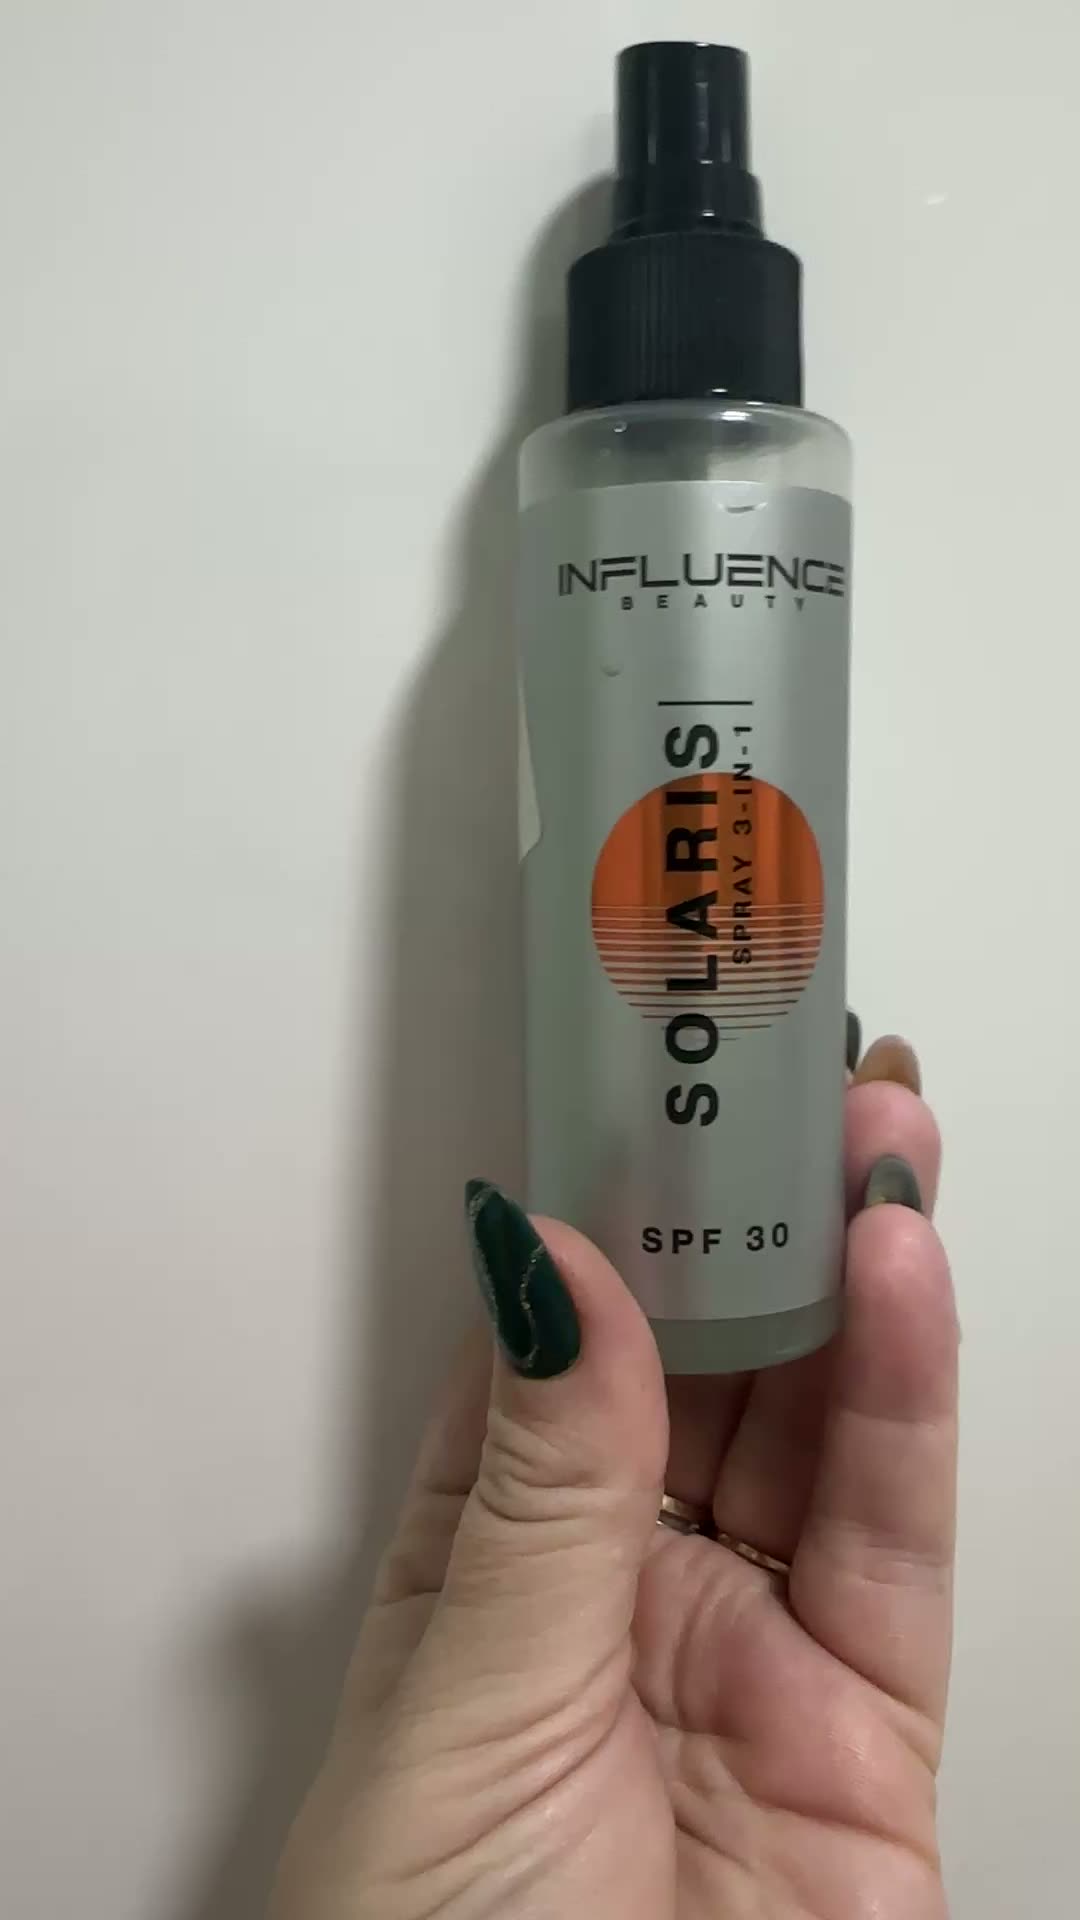 INFLUENCE
BEAUTY
SOLARIS
SPRAY 3-IN-1
SPF 30